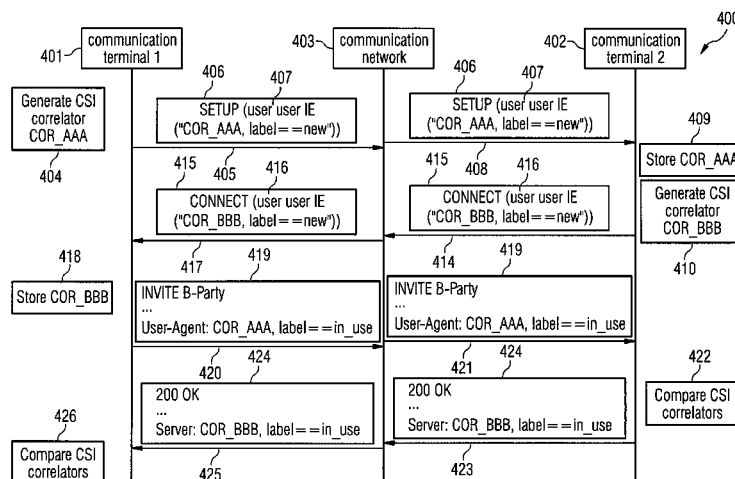 400
401
communication
terminal 1
403
communication
network
402
communication
terminal 2
406
407
406
407
Generate CSI
correlator
COR_AAA
404
SETUP (user user IE
("COR_AAA, label==new"))
405
SETUP (user user IE
("COR_AAA, label==new"))
408
409
Store COR_AAA
415
416
CONNECT (user user IE
("COR_BBB, label==new"))
417
415
416
CONNECT (user user IE
("COR_BBB, label==new"))
414
Generate CSI
correlator
COR_BBB
410
418
Store COR_BBB
419
INVITE B-Party
...
User-Agent: COR_AAA, label==in_use
420
419
INVITE B-Party
...
User-Agent: COR_AAA, label==in_use
421
422
Compare CSI
correlators
424
200 OK
...
Server: COR_BBB, label==in_use
425
424
200 OK
...
Server: COR_BBB, label==in_use
423
426
Compare CSI
correlators